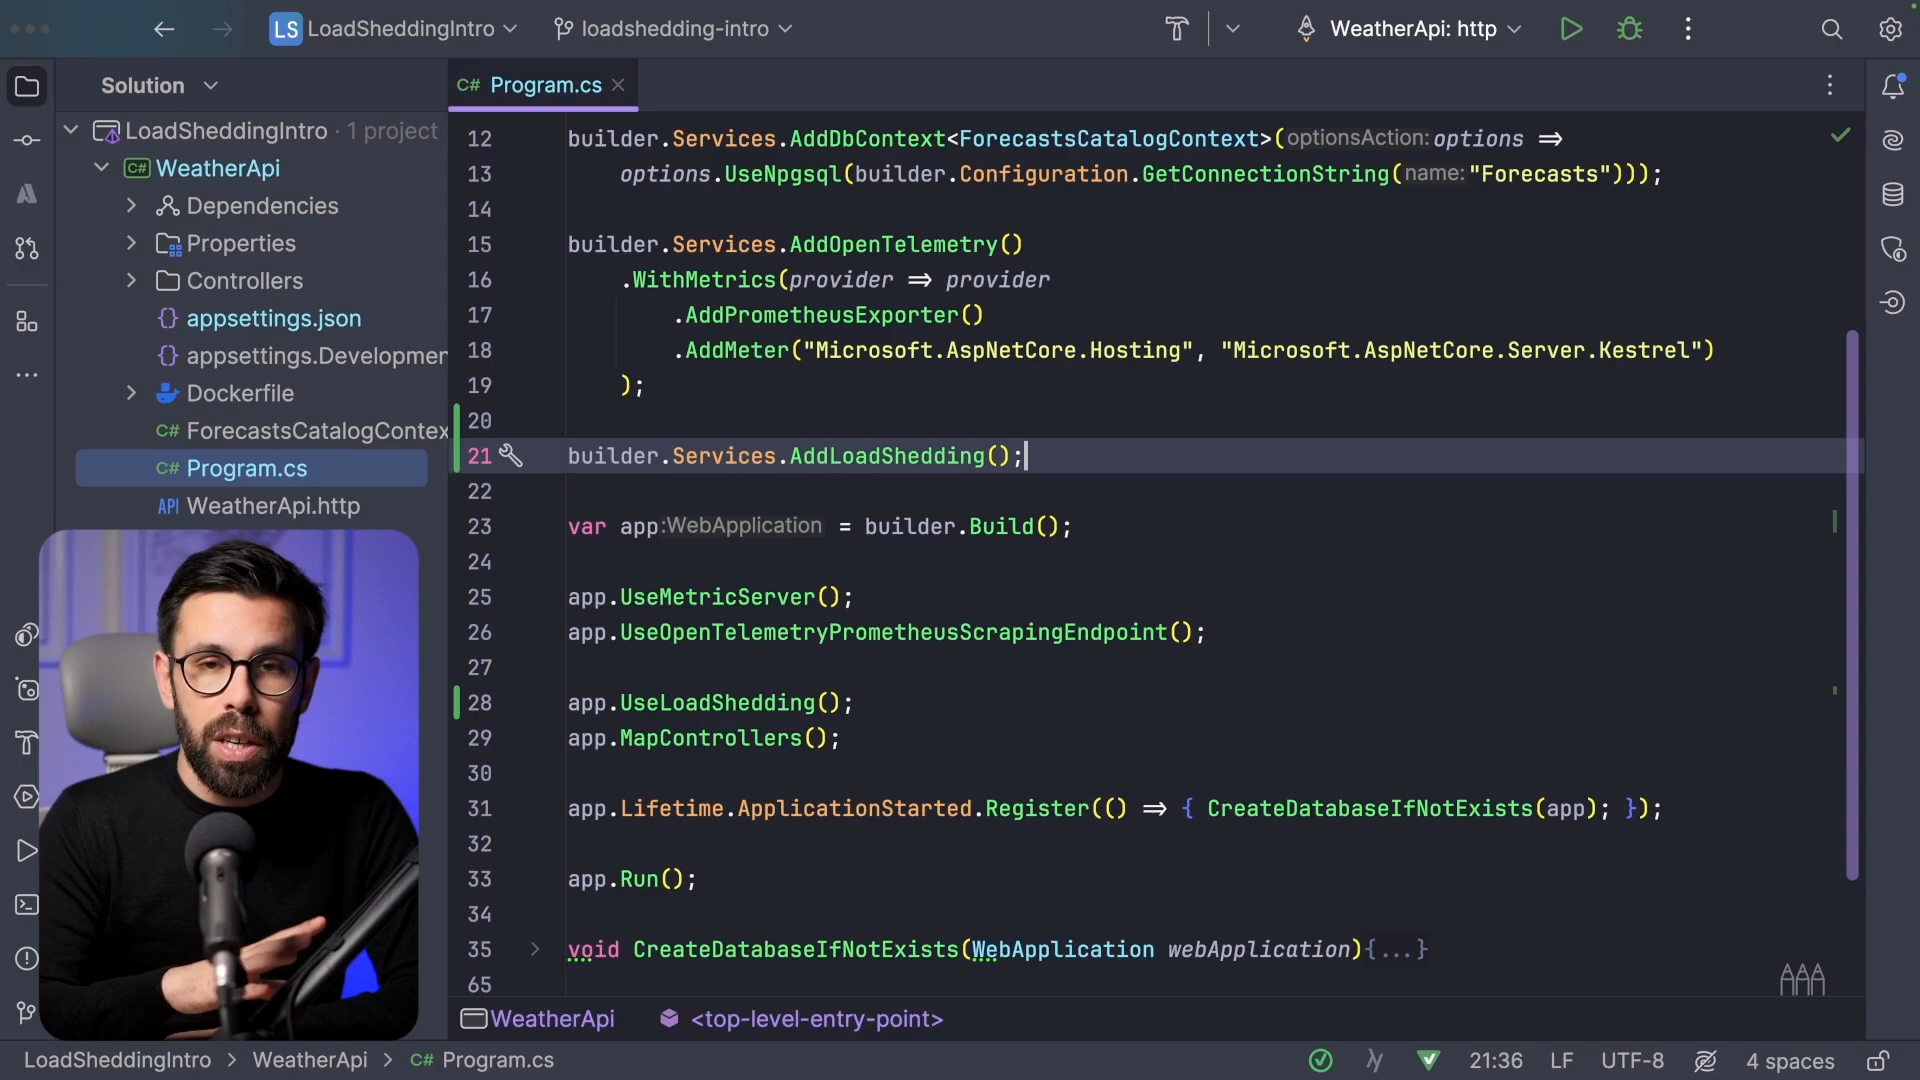 LS LoadSheddingIntro
loadshedding-intro
WeatherApi: http
Solution
C# Program.cs
LoadSheddingIntro · 1 project
C# WeatherApi
Dependencies
Properties
Controllers
{} appsettings.json
{} appsettings.Developmen
Dockerfile
C# ForecastsCatalogContex
C# Program.cs
API WeatherApi.http
12 builder.Services.AddDbContext<ForecastsCatalogContext>(optionsAction: options =>
13 options.UseNpgsql(builder.Configuration.GetConnectionString(name: "Forecasts")));
14
15 builder.Services.AddOpenTelemetry()
16 .WithMetrics(provider => provider
17 .AddPrometheusExporter()
18 .AddMeter("Microsoft.AspNetCore.Hosting", "Microsoft.AspNetCore.Server.Kestrel")
19 );
20
21 builder.Services.AddLoadShedding();
22
23 var app :WebApplication = builder.Build();
24
25 app.UseMetricServer();
26 app.UseOpenTelemetryPrometheusScrapingEndpoint();
27
28 app.UseLoadShedding();
29 app.MapControllers();
30
31 app.Lifetime.ApplicationStarted.Register(() => { CreateDatabaseIfNotExists(app); });
32
33 app.Run();
34
35 void CreateDatabaseIfNotExists(WebApplication webApplication){...}
65
WeatherApi <top-level-entry-point>
LoadSheddingIntro > WeatherApi > C# Program.cs
21:36 LF UTF-8 4 spaces